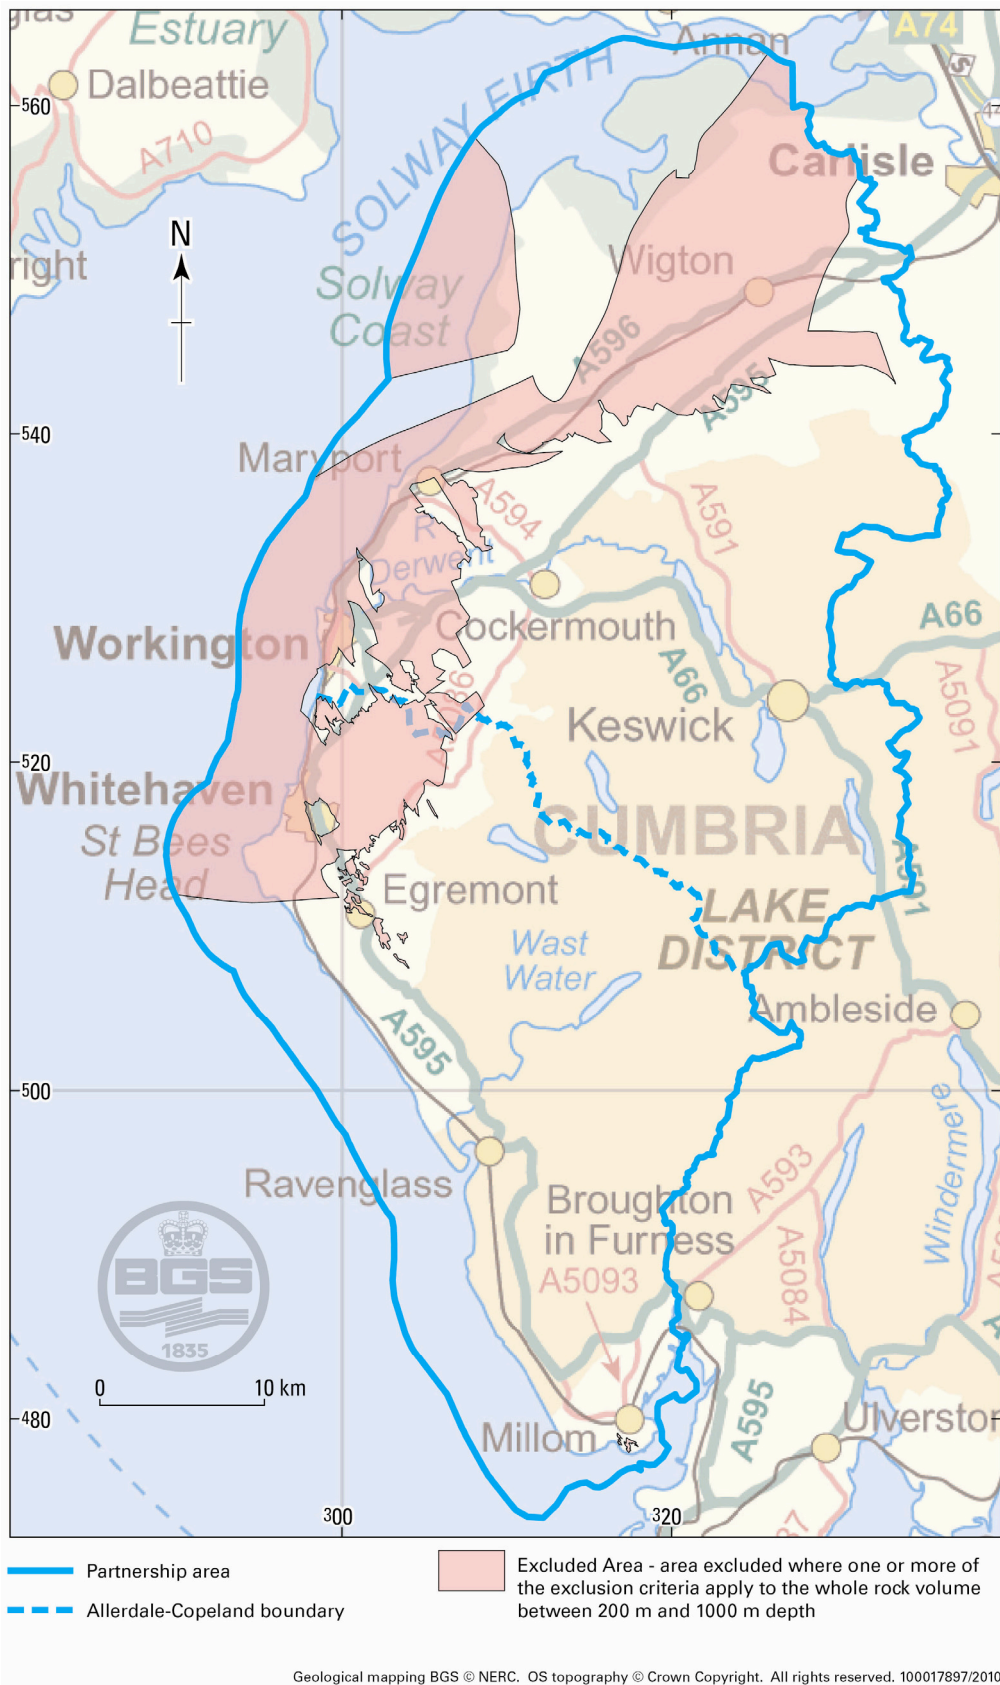 Estuary
Annan
A74
Dalbeattie
560
A710
SOLWAY FIRTH
Carlisle
N
Wigton
right
Solway
Coast
A596
A595
540
Maryport
A594
A591
R
Derwent
Cockermouth
Workington
A66
A66
A5086
A5091
Keswick
520
Whitehaven
CUMBRIA
St Bees
Head
A591
Egremont
LAKE
DISTRICT
Wast
Water
Ambleside
A595
500
Windermere
Ravenglass
A593
Broughton
in Furness
A5093
A5084
BGS
1835
0 10 km
A595
480
Millom
Ulverston
300 320
Partnership area
Allerdale-Copeland boundary
Excluded Area - area excluded where one or more of
the exclusion criteria apply to the whole rock volume
between 200 m and 1000 m depth
Geological mapping BGS © NERC. OS topography © Crown Copyright. All rights reserved. 100017897/2010